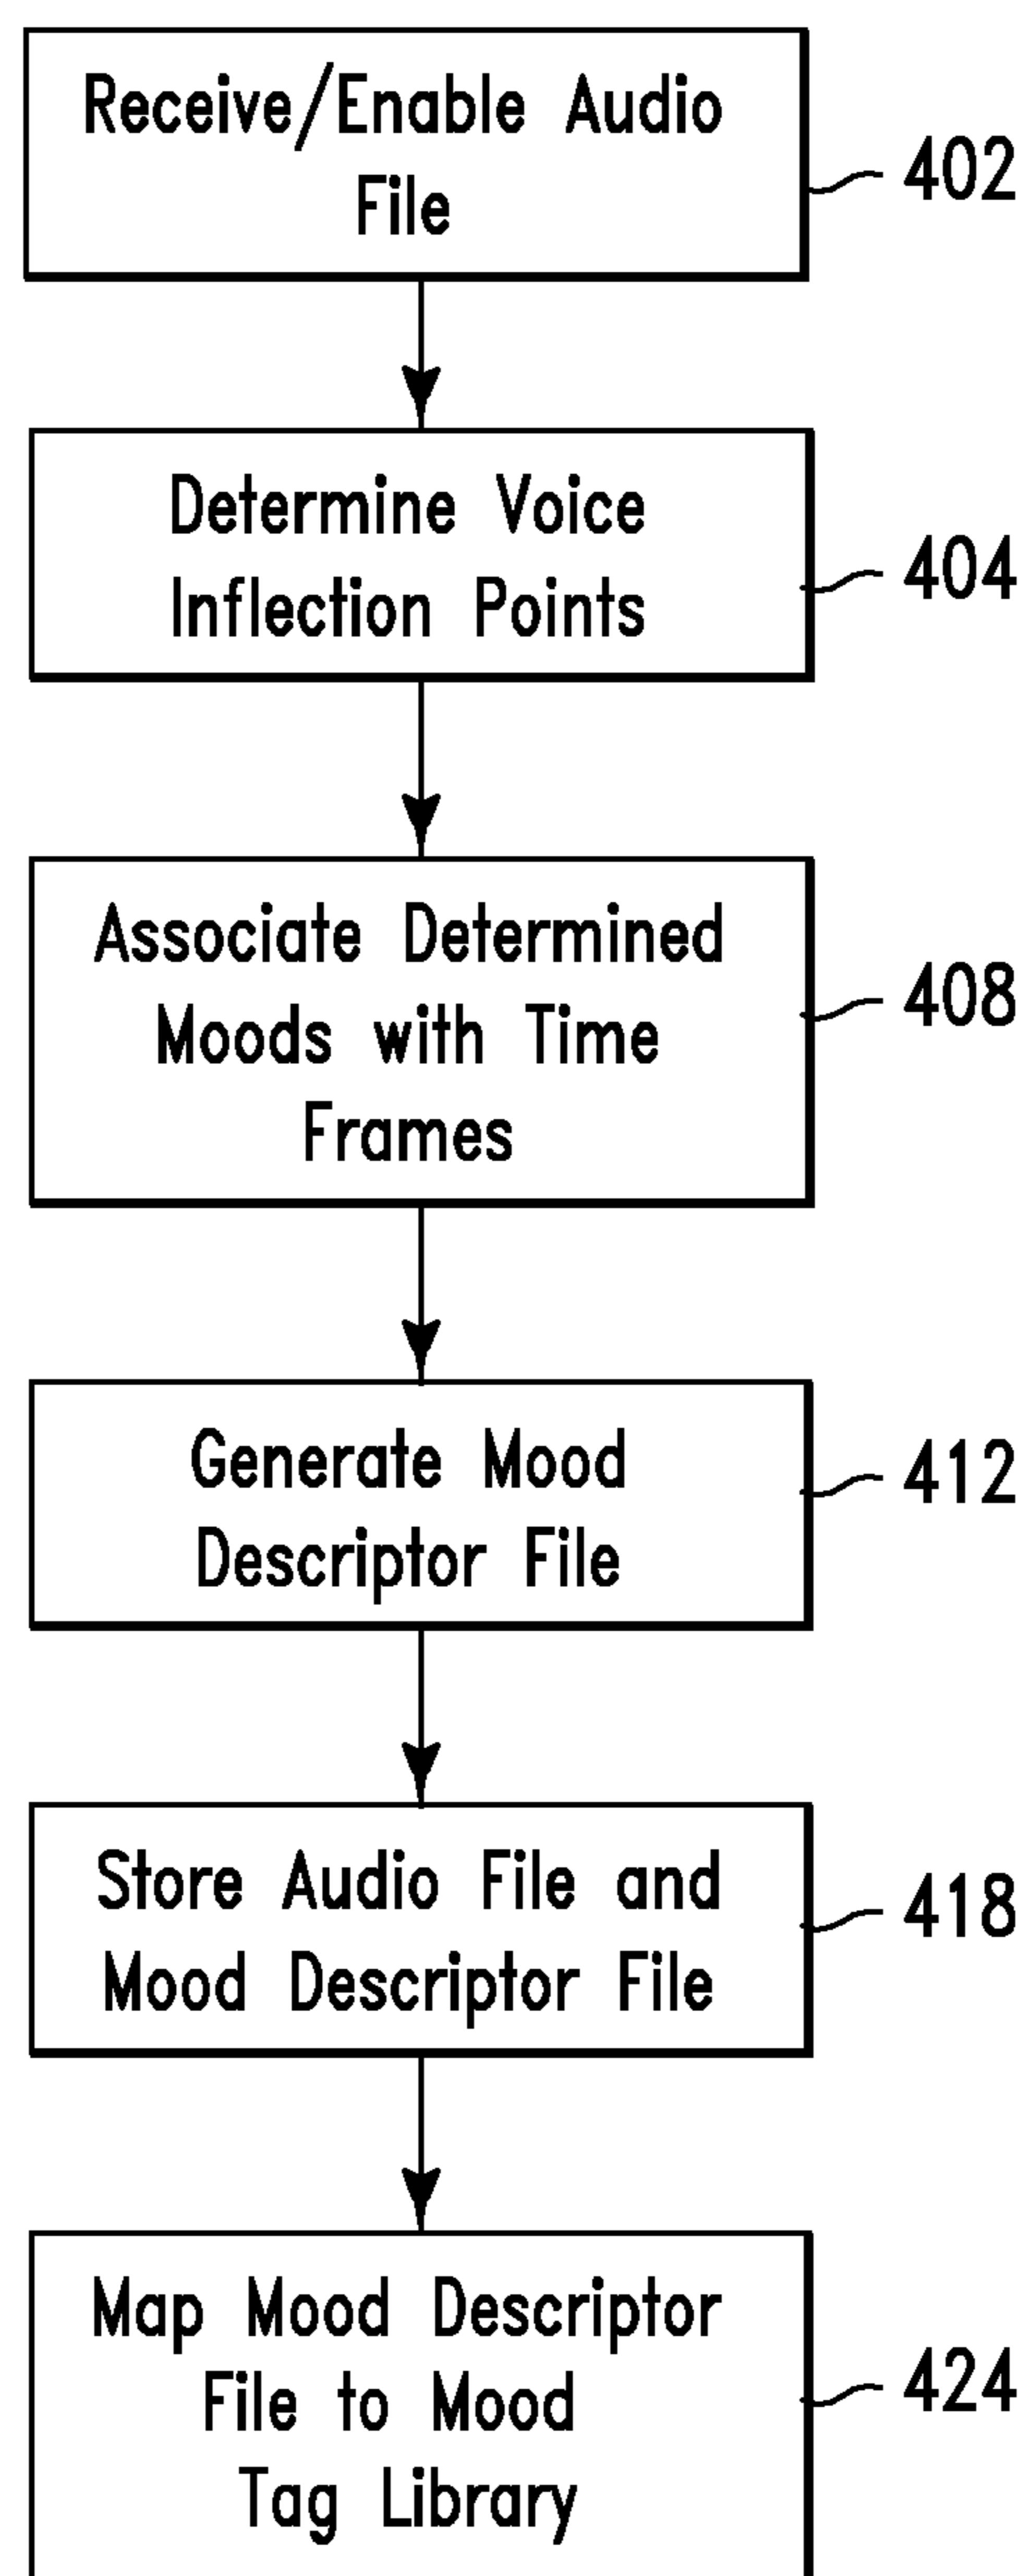 Receive/Enable Audio
File
402
Determine Voice
Inflection Points
404
Associate Determined
Moods with Time
Frames
408
Generate Mood
Descriptor File
412
Store Audio File and
Mood Descriptor File
418
Map Mood Descriptor
File to Mood
Tag Library
424